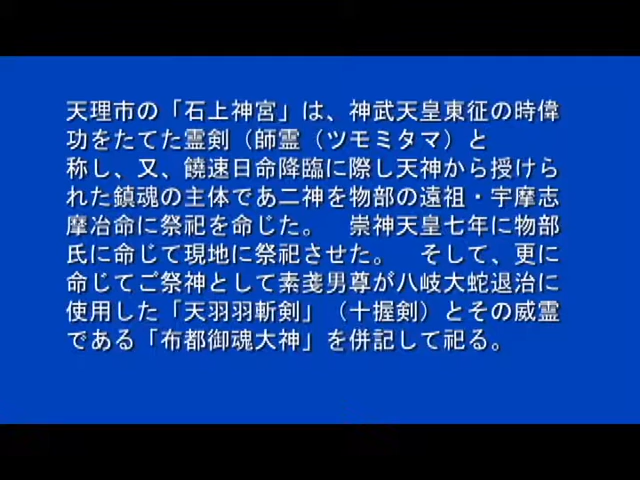 天理市の「石上神宮」は、神武天皇東征の時偉
功をたてた霊剣（師霊（ツモミタマ）と
称し、又、饒速日命降臨に際し天神から授けら
れた鎮魂の主体であ二神を物部の遠祖・宇摩志
摩冶命に祭祀を命じた。　崇神天皇七年に物部
氏に命じて現地に祭祀させた。　そして、更に
命じてご祭神として素戔男尊が八岐大蛇退治に
使用した「天羽羽斬剣」（十握剣）とその威霊
である「布都御魂大神」を併記して祀る。